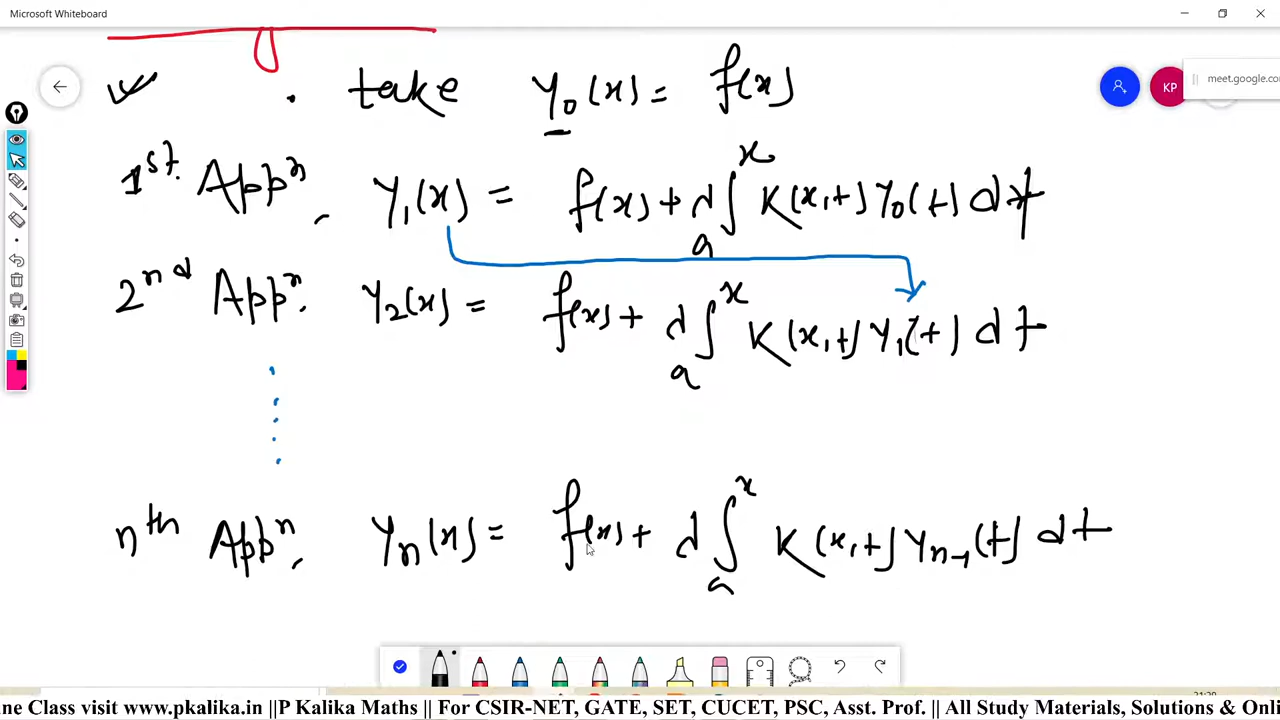 Microsoft Whiteboard
KP
meet.google.co
take y₀(x) = f(x)
1st. Appⁿ. y₁(x) = f(x) + λ∫ₐˣ K(x,t) y₀(t) dt
2nd Appⁿ. y₂(x) = f(x) + λ∫ₐˣ K(x,t) y₁(t) dt
nth Appⁿ. yₙ(x) = f(x) + λ∫ₐˣ K(x,t) yₙ₋₁(t) dt
ne Class visit www.pkalika.in ||P Kalika Maths || For CSIR-NET, GATE, SET, CUCET, PSC, Asst. Prof. || All Study Materials, Solutions & Onli